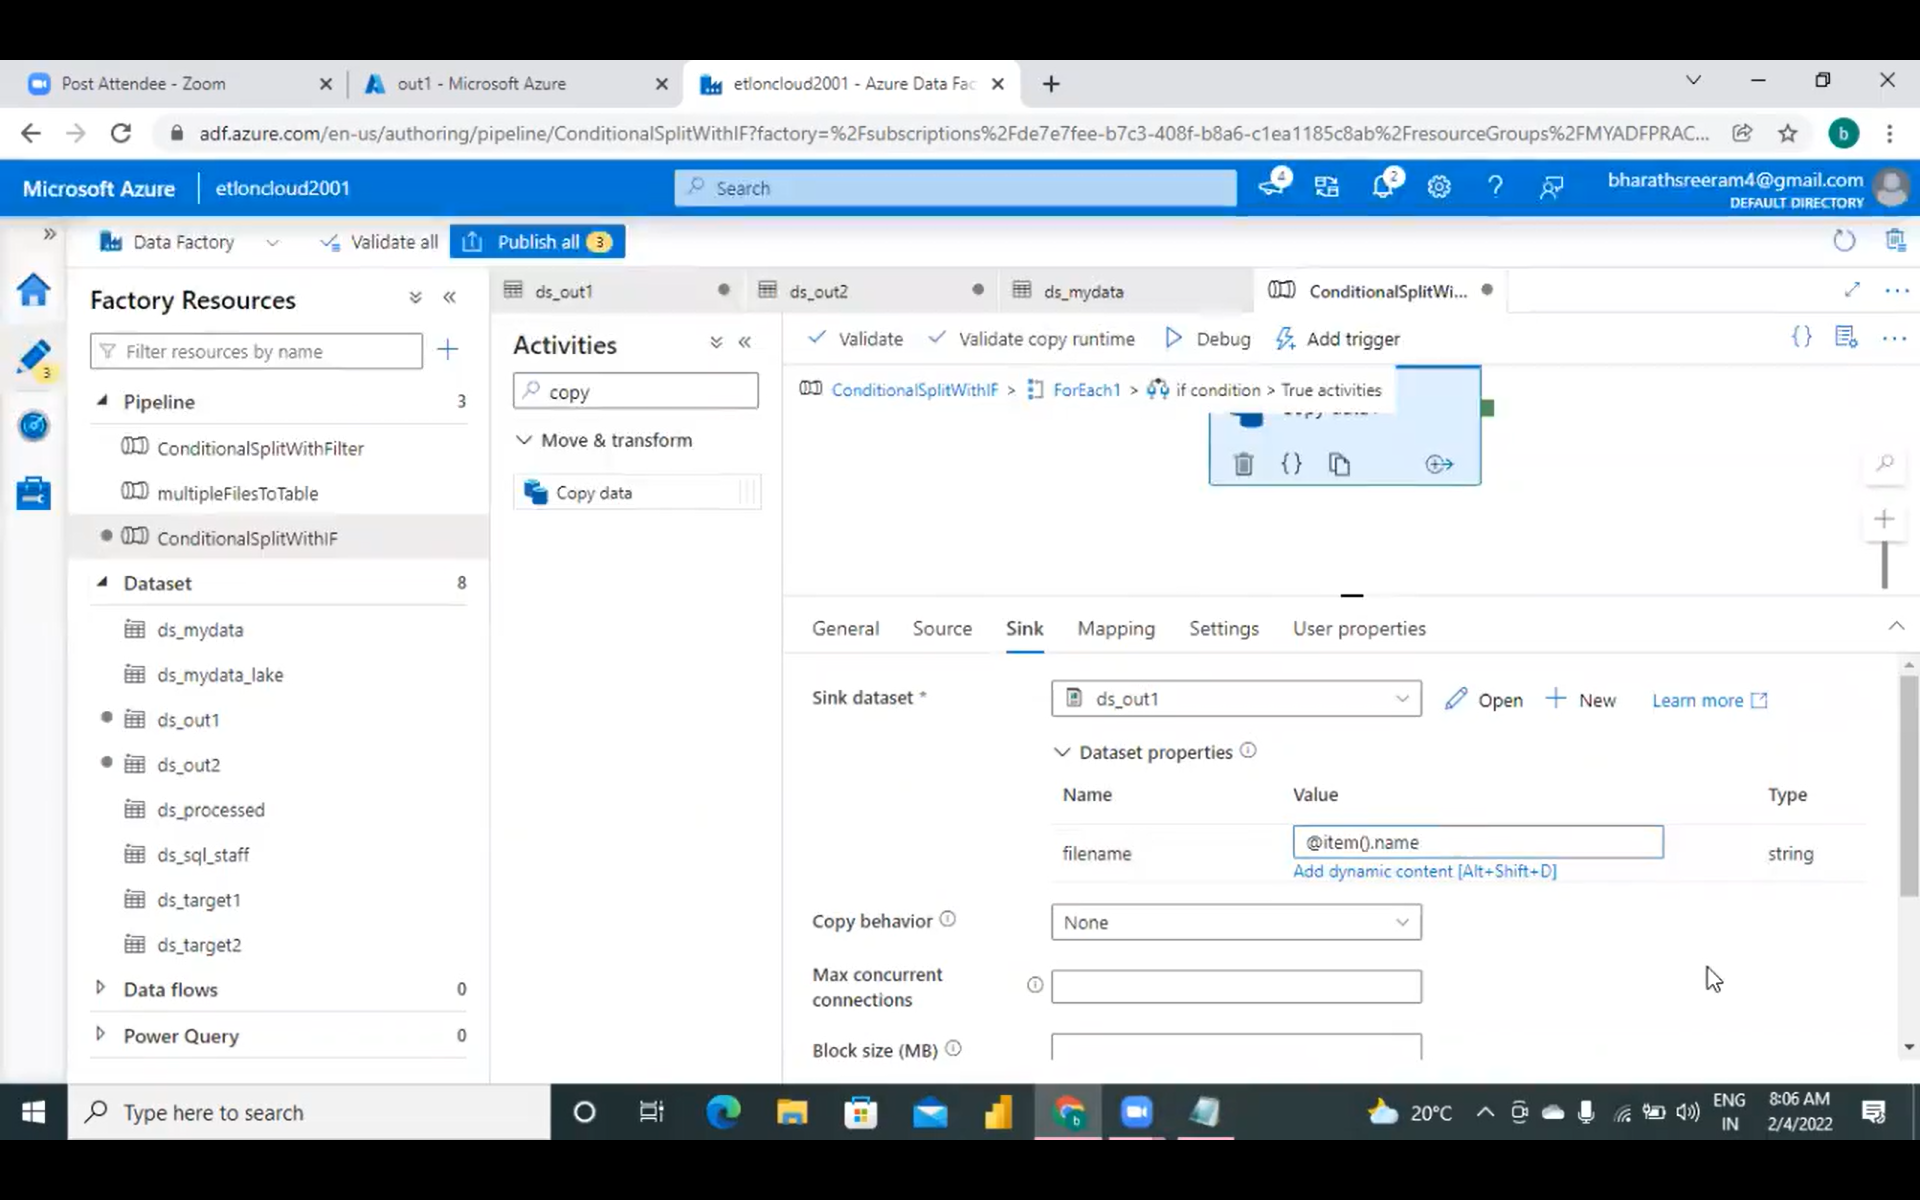 Post Attendee - Zoom
out1 - Microsoft Azure
etloncloud2001 - Azure Data Fac
adf.azure.com/en-us/authoring/pipeline/ConditionalSplitWithIF?factory=%2Fsubscriptions%2Fde7e7fee-b7c3-408f-b8a6-c1ea1185c8ab%2FresourceGroups%2FMYADFPRAC...
b
Microsoft Azure
etloncloud2001
Search
4
2
bharathsreeram4@gmail.com
DEFAULT DIRECTORY
Data Factory
Validate all
Publish all 3
Factory Resources
Filter resources by name
3
Pipeline 3
ConditionalSplitWithFilter
multipleFilesToTable
ConditionalSplitWithIF
Dataset 8
ds_mydata
ds_mydata_lake
ds_out1
ds_out2
ds_processed
ds_sql_staff
ds_target1
ds_target2
Data flows 0
Power Query 0
ds_out1
ds_out2
ds_mydata
ConditionalSplitWi...
Activities
copy
Move & transform
Copy data
Validate
Validate copy runtime
Debug
Add trigger
ConditionalSplitWithIF > ForEach1 > if condition > True activities
General
Source
Sink
Mapping
Settings
User properties
Sink dataset *
ds_out1
Open
New
Learn more
Dataset properties
Name Value Type
filename @item().name string
Add dynamic content [Alt+Shift+D]
Copy behavior
None
Max concurrent
connections
Block size (MB)
Type here to search
b
20°C
ENG
IN
8:06 AM
2/4/2022